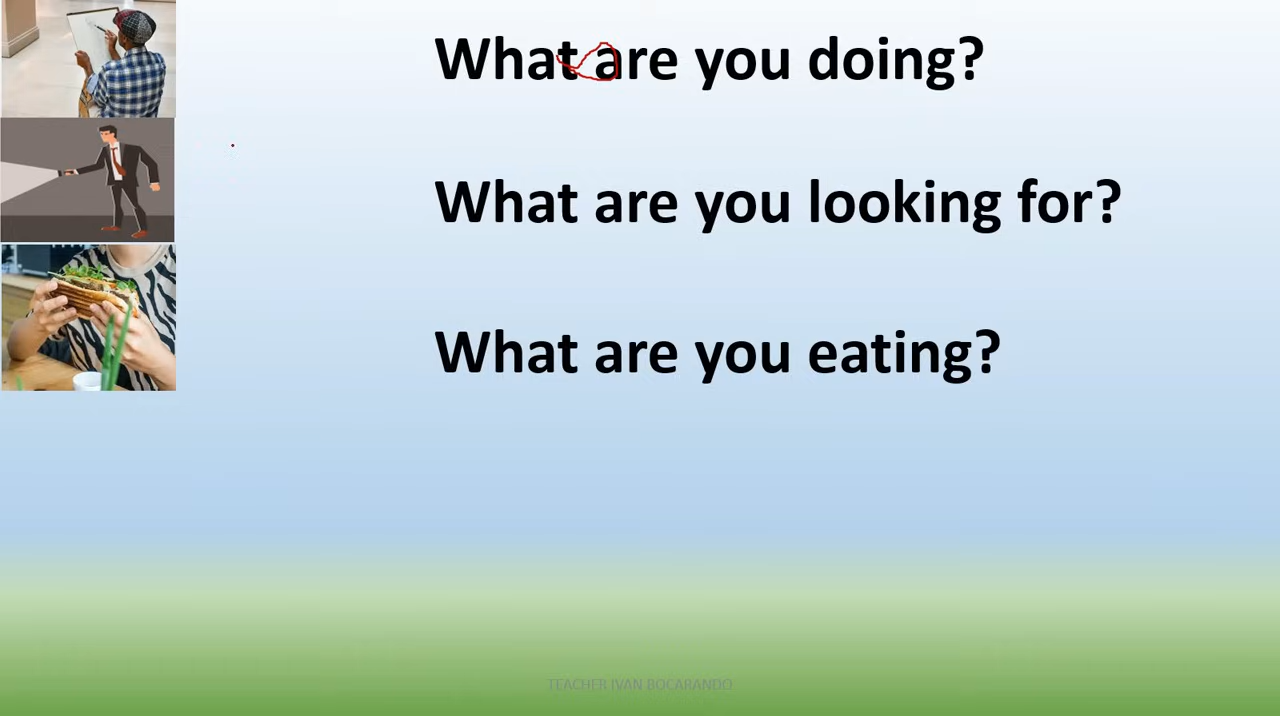 What are you doing?
What are you looking for?
What are you eating?
TEACHER IVAN BOCARANDO